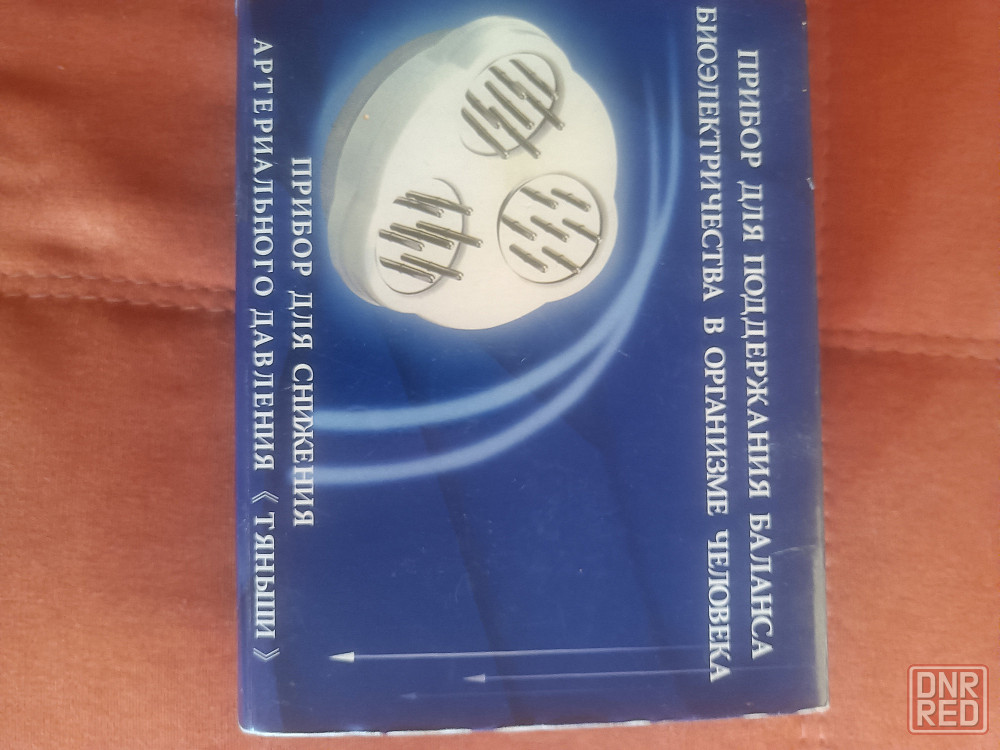 ПРИБОР ДЛЯ ПОДДЕРЖАНИЯ БАЛАНСА
БИОЭЛЕКТРИЧЕСТВА В ОРГАНИЗМЕ ЧЕЛОВЕКА
ПРИБОР ДЛЯ СНИЖЕНИЯ
АРТЕРИАЛЬНОГО ДАВЛЕНИЯ 《ТЯНЬШИ》
DNR
RED